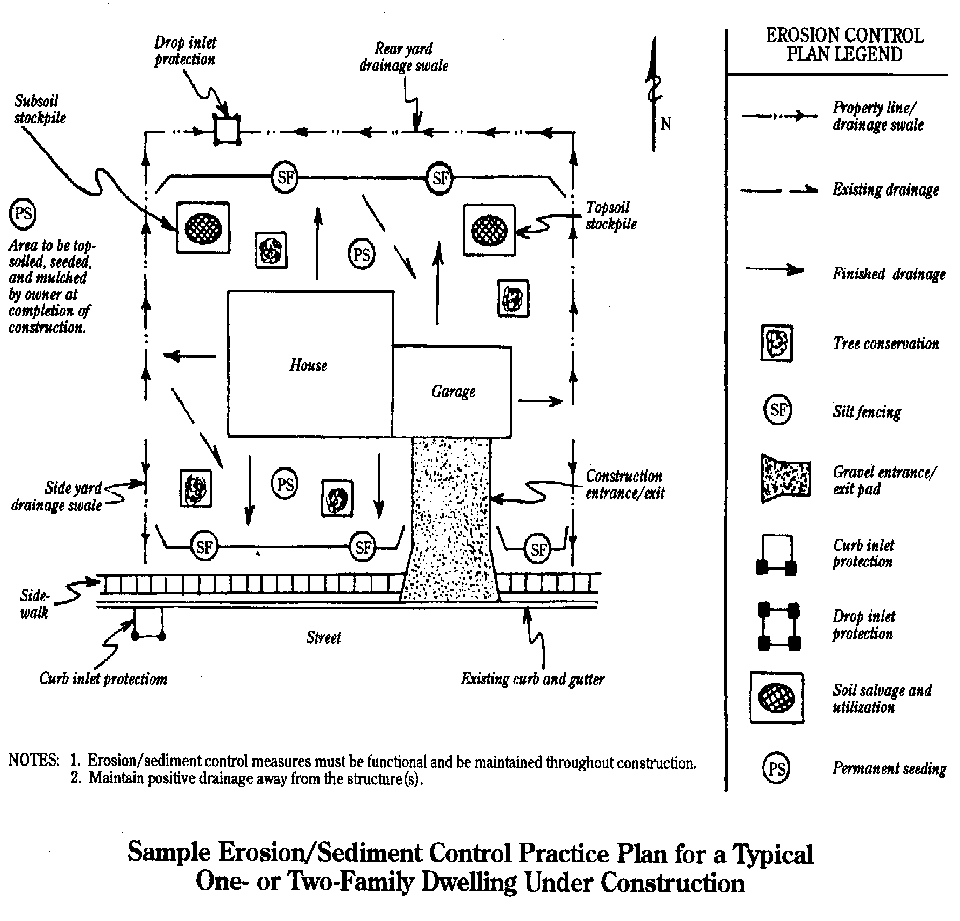 Drop inlet
protection
Rear yard
drainage swale
Subsoil
stockpile
N
SF
SF
PS
Area to be top-
soiled, seeded,
and mulched
by owner at
completion of
construction.
PS
Topsoil
stockpile
House
Garage
Side yard
drainage swale
PS
Construction
entrance/exit
SF
SF
SF
Side-
walk
Street
Curb inlet protectiom
Existing curb and gutter
NOTES: 1. Erosion/sediment control measures must be functional and be maintained throughout construction.
2. Maintain positive drainage away from the structure(s).
EROSION CONTROL
PLAN LEGEND
Property line/
drainage swale
Existing drainage
Finished drainage
Tree conservation
SF
Silt fencing
Gravel entrance/
exit pad
Curb inlet
protection
Drop inlet
protection
Soil salvage and
utilization
PS
Permanent seeding
Sample Erosion/Sediment Control Practice Plan for a Typical
One- or Two-Family Dwelling Under Construction